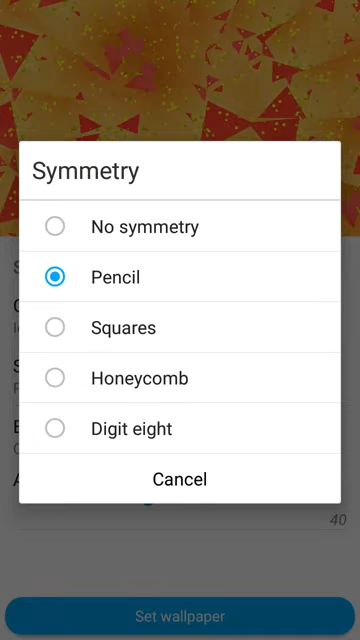 Symmetry
No symmetry
Pencil
Squares
Honeycomb
Digit eight
Cancel
40
Set wallpaper